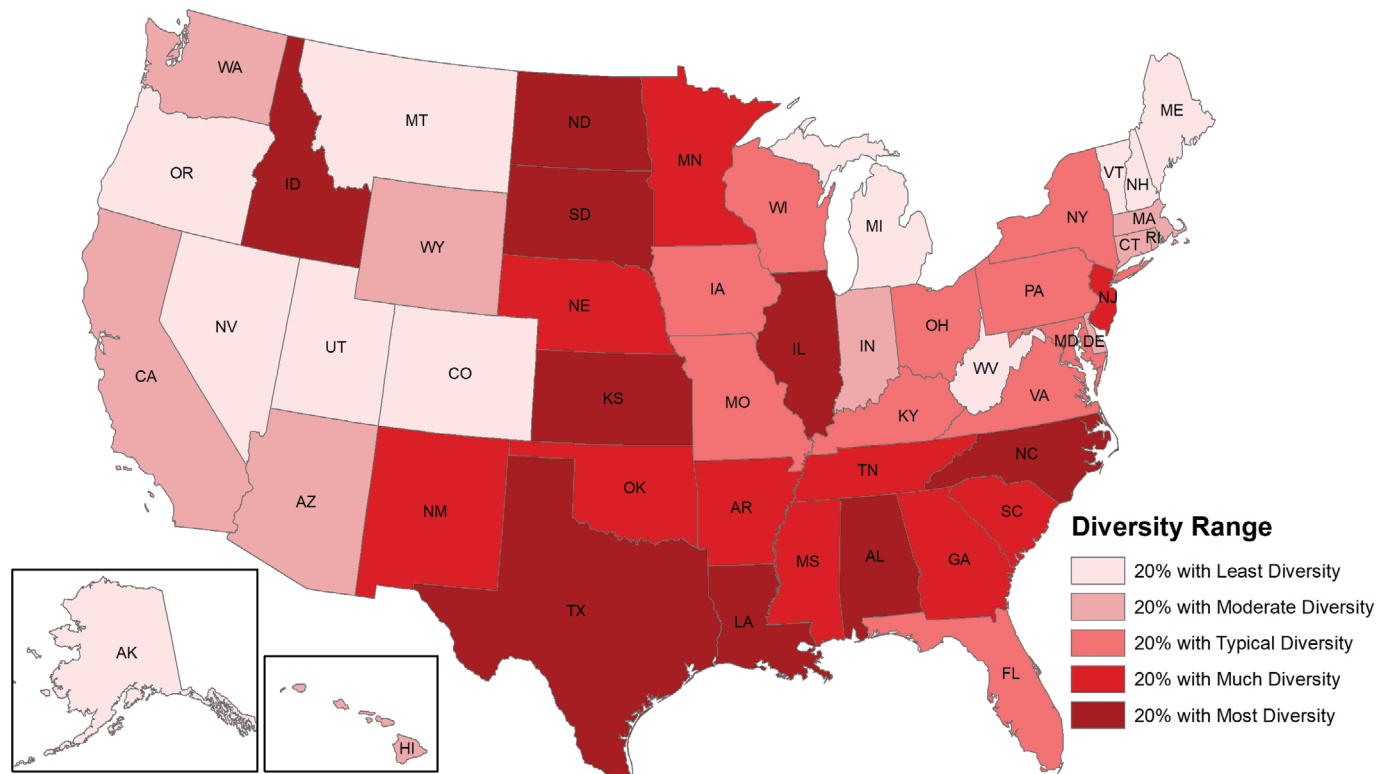 WA
MT
ND
MN
ME
OR
ID
SD
WI
VT
NH
WY
MI
NY
MA
CT
RI
NE
IA
PA
NJ
NV
UT
CO
IL
IN
OH
MD
DE
WV
CA
KS
MO
KY
VA
AZ
NM
OK
AR
TN
NC
SC
MS
AL
GA
TX
LA
FL
AK
HI
Diversity Range
20% with Least Diversity
20% with Moderate Diversity
20% with Typical Diversity
20% with Much Diversity
20% with Most Diversity